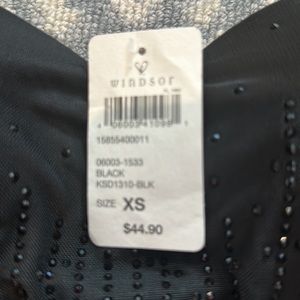 WINDSOR
15855400011
06003-1533
BLACK
KSD1310-BLK
SIZE XS
$44.90